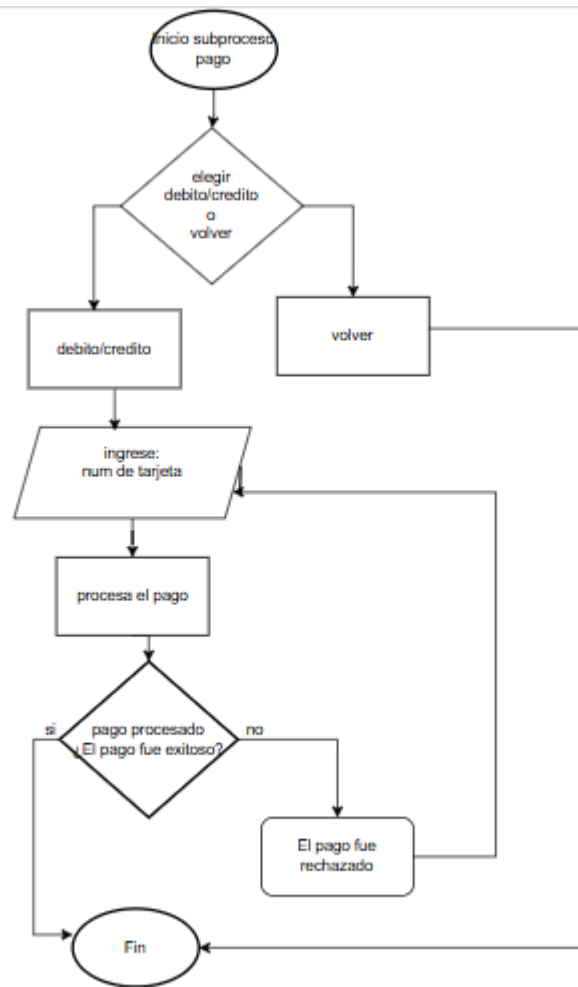 Inicio subproceso
pago
elegir
debito/credito
o
volver
debito/credito
volver
ingrese:
num de tarjeta
procesa el pago
si
pago procesado
¿El pago fue exitoso?
no
El pago fue
rechazado
Fin